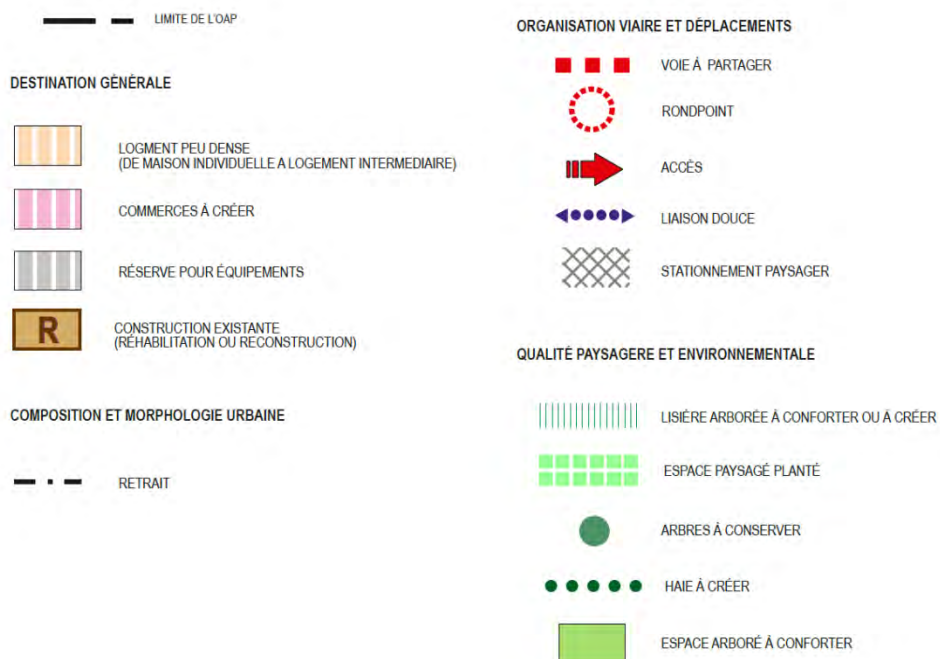 LIMITE DE L'OAP
DESTINATION GÉNÉRALE
LOGMENT PEU DENSE
(DE MAISON INDIVIDUELLE A LOGEMENT INTERMEDIAIRE)
COMMERCES À CRÉER
RÉSERVE POUR ÉQUIPEMENTS
R
CONSTRUCTION EXISTANTE
(RÉHABILITATION OU RECONSTRUCTION)
COMPOSITION ET MORPHOLOGIE URBAINE
RETRAIT
ORGANISATION VIAIRE ET DÉPLACEMENTS
VOIE À PARTAGER
RONDPOINT
ACCÈS
LIAISON DOUCE
STATIONNEMENT PAYSAGER
QUALITÉ PAYSAGERE ET ENVIRONNEMENTALE
LISIÈRE ARBORÉE À CONFORTER OU À CRÉER
ESPACE PAYSAGÉ PLANTÉ
ARBRES À CONSERVER
HAIE À CRÉER
ESPACE ARBORÉ À CONFORTER